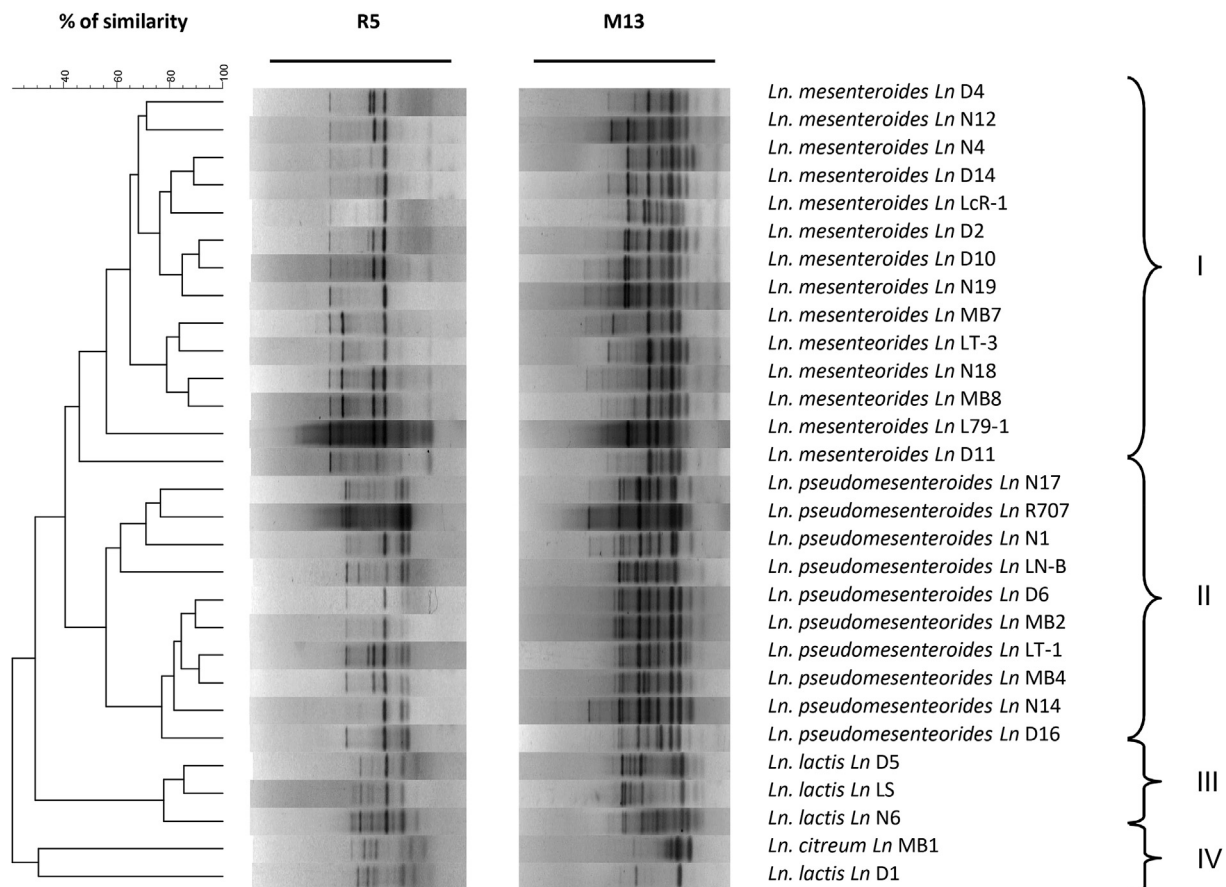 % of similarity R5 M13
40 60 80 100
Ln. mesenteroides Ln D4
Ln. mesenteroides Ln N12
Ln. mesenteroides Ln N4
Ln. mesenteroides Ln D14
Ln. mesenteroides Ln LcR-1
Ln. mesenteroides Ln D2
Ln. mesenteroides Ln D10
Ln. mesenteroides Ln N19
I
Ln. mesenteroides Ln MB7
Ln. mesenteorides Ln LT-3
Ln. mesenteorides Ln N18
Ln. mesenteorides Ln MB8
Ln. mesenteroides Ln L79-1
Ln. mesenteroides Ln D11
Ln. pseudomesenteroides Ln N17
Ln. pseudomesenteroides Ln R707
Ln. pseudomesenteroides Ln N1
Ln. pseudomesenteroides Ln LN-B
Ln. pseudomesenteroides Ln D6
II
Ln. pseudomesenteorides Ln MB2
Ln. pseudomesenteorides Ln LT-1
Ln. pseudomesenteorides Ln MB4
Ln. pseudomesenteorides Ln N14
Ln. pseudomesenteorides Ln D16
Ln. lactis Ln D5
III
Ln. lactis Ln LS
Ln. lactis Ln N6
Ln. citreum Ln MB1
IV
Ln. lactis Ln D1